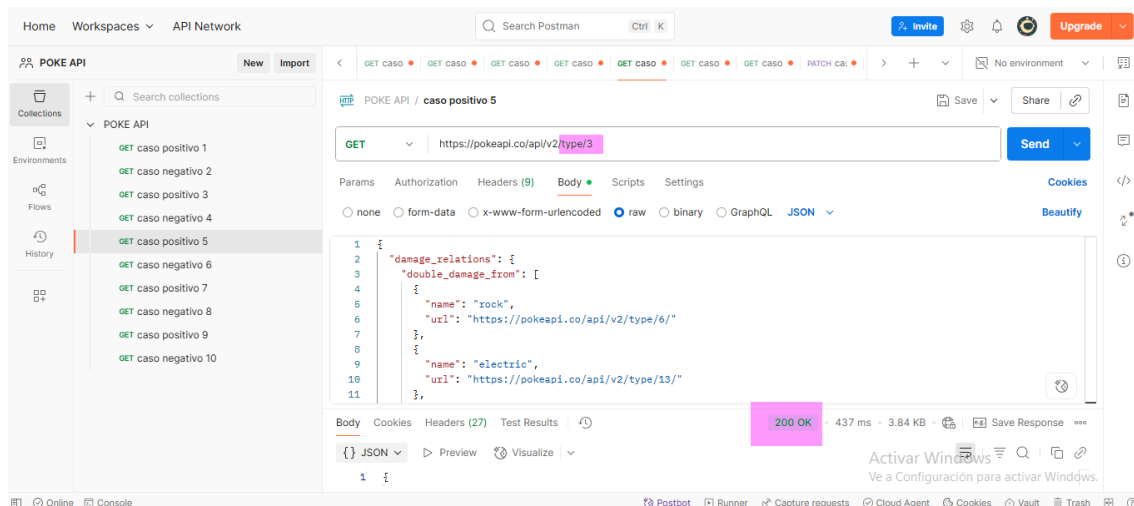 Home Workspaces API Network Search Postman Ctrl K Invite Upgrade
POKE API New Import GET caso GET caso GET caso GET caso GET caso GET caso GET caso PATCH ca: No environment
Collections
Environments
Flows
History
Search collections
POKE API
GET caso positivo 1
GET caso negativo 2
GET caso positivo 3
GET caso negativo 4
GET caso positivo 5
GET caso negativo 6
GET caso positivo 7
GET caso negativo 8
GET caso positivo 9
GET caso negativo 10
HTTP POKE API / caso positivo 5 Save Share
GET https://pokeapi.co/api/v2/type/3 Send
Params Authorization Headers (9) Body Scripts Settings Cookies
none form-data x-www-form-urlencoded raw binary GraphQL JSON Beautify
1 {
2 "damage_relations": {
3 "double_damage_from": [
4 {
5 "name": "rock",
6 "url": "https://pokeapi.co/api/v2/type/6/"
7 },
8 {
9 "name": "electric",
10 "url": "https://pokeapi.co/api/v2/type/13/"
11 },
Body Cookies Headers (27) Test Results 200 OK 437 ms 3.84 KB e.g. Save Response
{} JSON Preview Visualize
1 {
Activar Windows
Ve a Configuración para activar Windows.
Online Console Postbot Runner Capture requests Cloud Agent Cookies Vault Trash